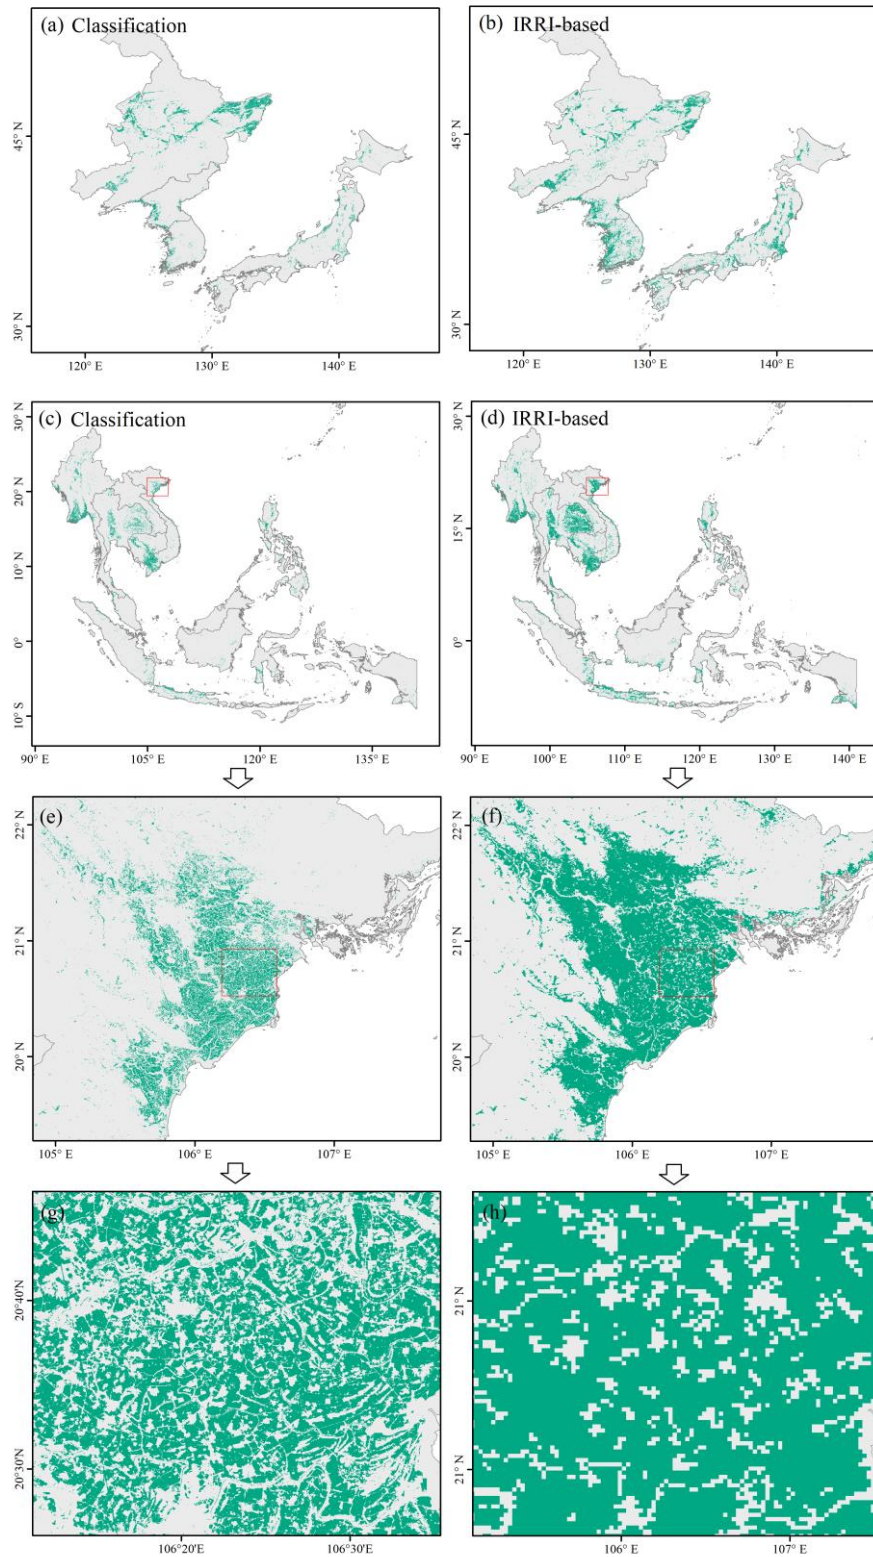 (a) Classification
(b) IRRI-based
45° N
30° N
120° E 130° E 140° E
45° N
30° N
120° E 130° E 140° E
(c) Classification
(d) IRRI-based
30° N
20° N
10° N
0°
10°S
90° E 105° E 120° E 135° E
30° N
15° N
0°
90° E 100° E 110° E 120° E 130° E 140° E
(e)
(f)
22° N
21° N
20° N
105° E 106° E 107° E
22° N
21° N
20° N
105° E 106° E 107° E
(g)
(h)
20°40' N
20°30' N
106°20'E 106°30' E
21° N
21° N
106° E 107° E